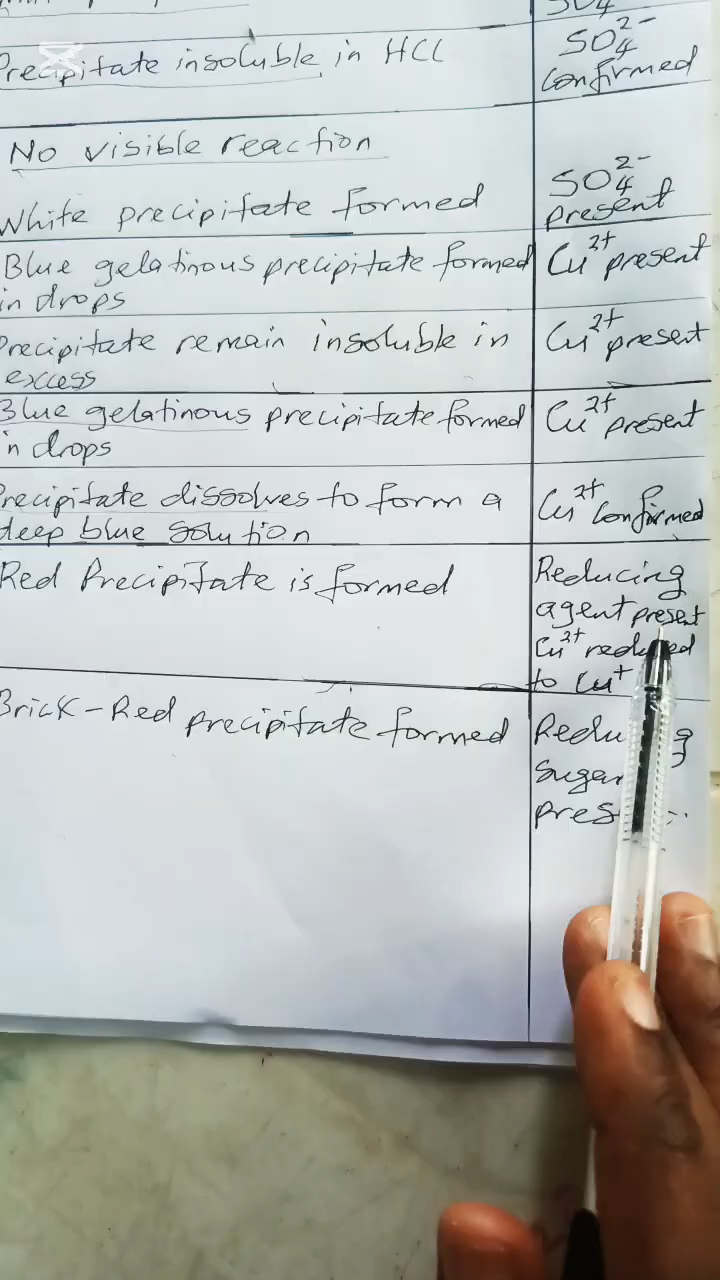 SO4
Precipitate insoluble in HCl
SO4 2-
confirmed
No visible reaction
White precipitate formed
SO4 2-
present
Blue gelatinous precipitate formed
in drops
Cu 2+ present
Precipitate remain insoluble in
excess
Cu 2+ present
Blue gelatinous precipitate formed
in drops
Cu 2+ present
Precipitate dissolves to form a
deep blue solution
Cu 2+ confirmed
Red Precipitate is formed
Reducing
agent present
Cu 2+ reduced
to Cu+
Brick-Red precipitate formed
Sugar